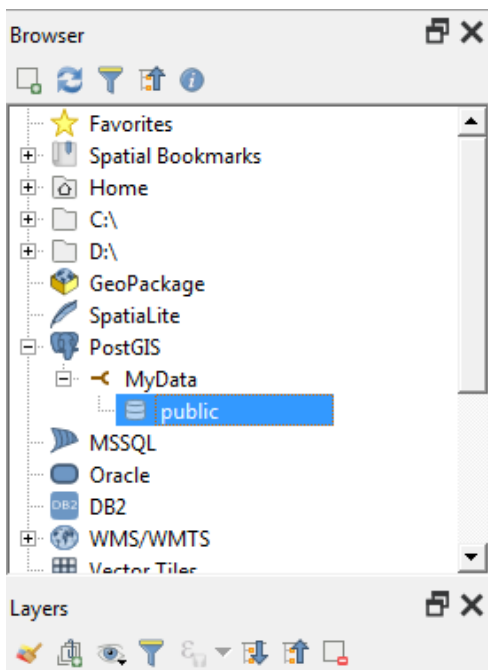 Browser
Favorites
Spatial Bookmarks
Home
C:\
D:\
GeoPackage
SpatiaLite
PostGIS
MyData
public
MSSQL
Oracle
DB2
DB2
WMS/WMTS
Vector Tiles
Layers